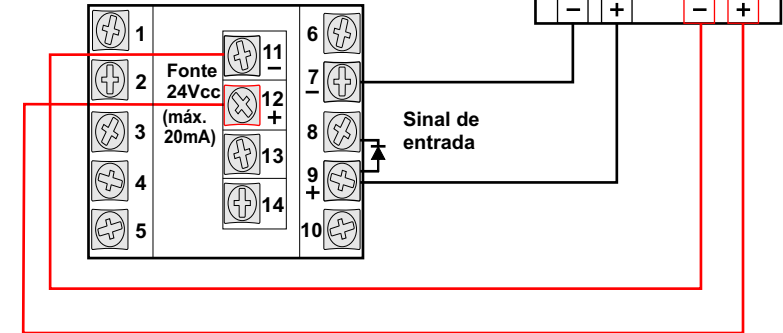 − + − +
1
2
3
4
5
Fonte
24Vcc
(máx.
20mA)
11
−
12
+
13
14
6
7
−
8
9
+
10
Sinal de
entrada